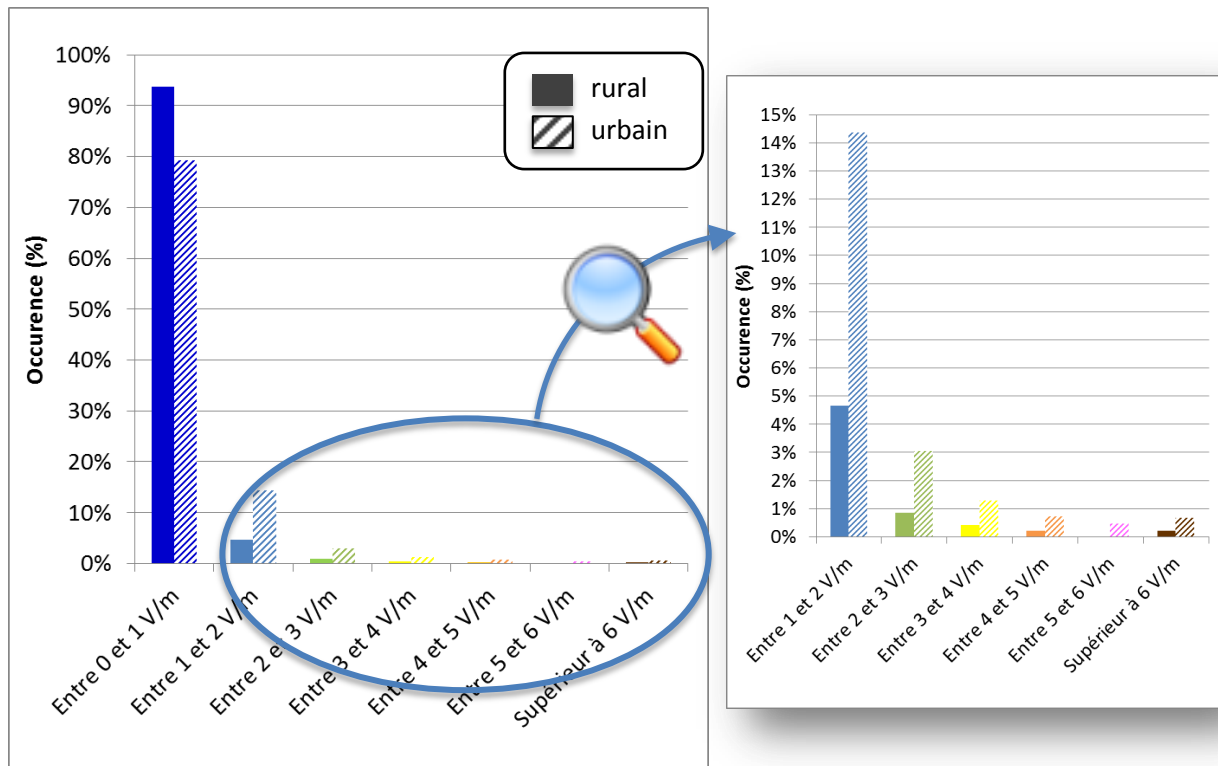 100%
90%
80%
70%
60%
50%
40%
30%
20%
10%
0%
Occurence (%)
rural
urbain
Entre 0 et 1 V/m
Entre 1 et 2 V/m
Entre 2 et 3 V/m
Entre 3 et 4 V/m
Entre 4 et 5 V/m
Entre 5 et 6 V/m
Supérieur à 6 V/m
15%
14%
13%
12%
11%
10%
9%
8%
7%
6%
5%
4%
3%
2%
1%
0%
Occurence (%)
Entre 1 et 2 V/m
Entre 2 et 3 V/m
Entre 3 et 4 V/m
Entre 4 et 5 V/m
Entre 5 et 6 V/m
Supérieur à 6 V/m